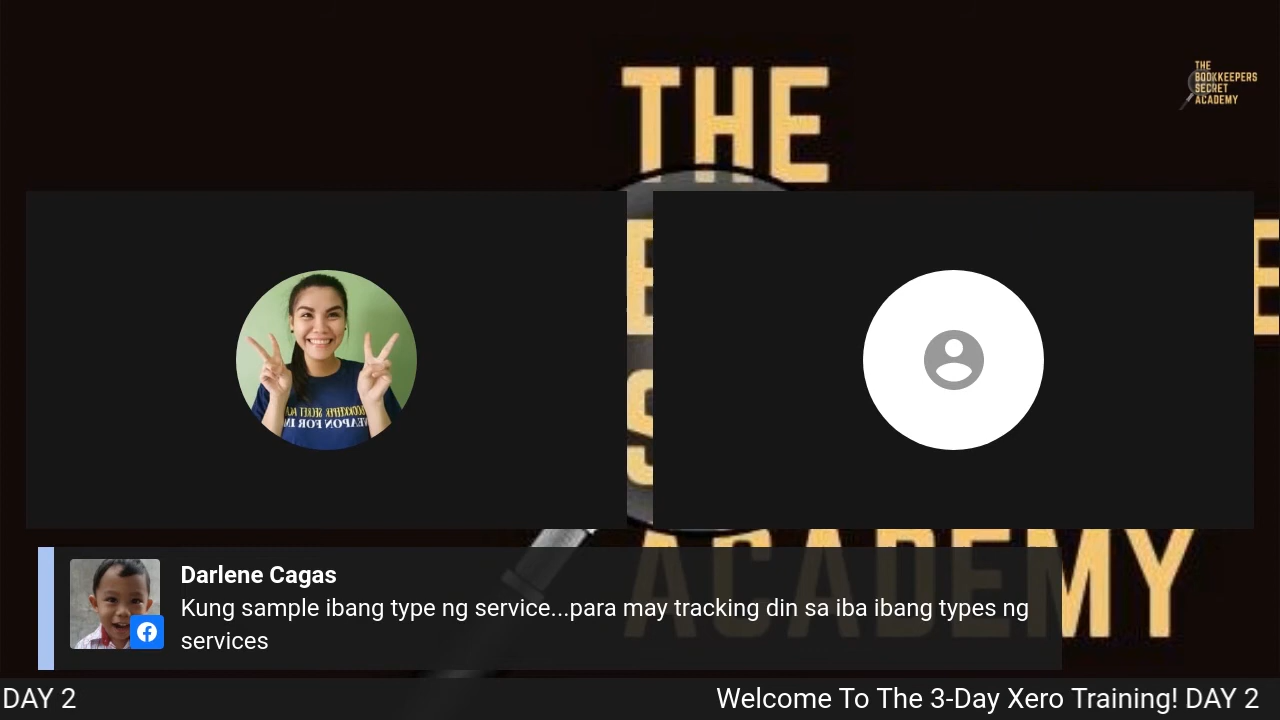 THE
THE
BOOKKEEPERS
SECRET
ACADEMY
E
S
ACADEMY
Darlene Cagas
Kung sample ibang type ng service...para may tracking din sa iba ibang types ng
services
DAY 2
Welcome To The 3-Day Xero Training! DAY 2